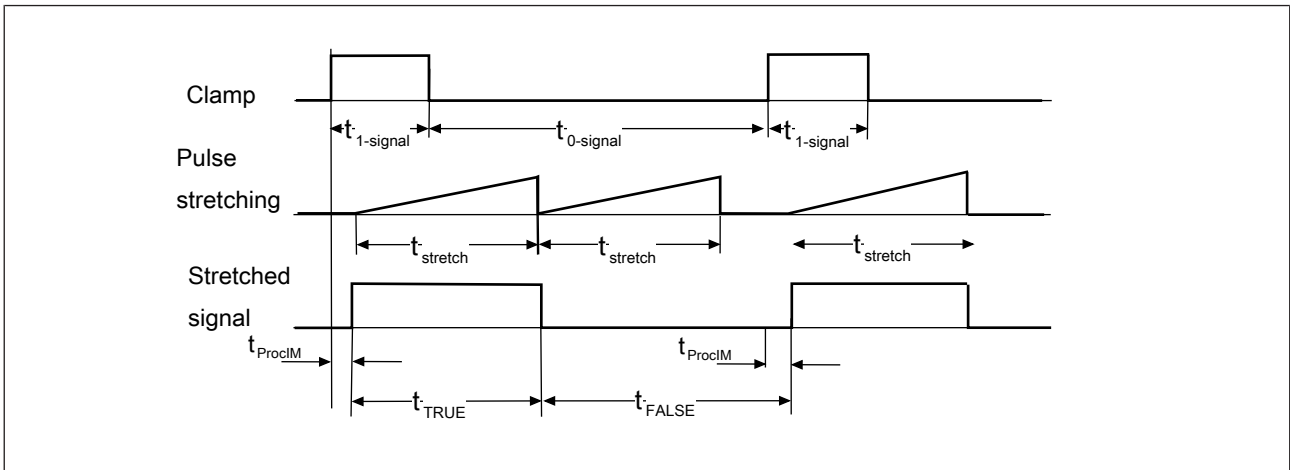 Clamp
t1-signal
t0-signal
t1-signal
Pulse
stretching
tstretch
tstretch
tstretch
Stretched
signal
tProcIM
tProcIM
tTRUE
tFALSE